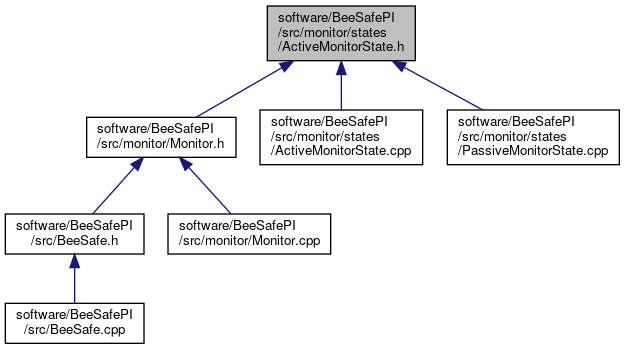 software/BeeSafePI
/src/monitor/states
/ActiveMonitorState.h
software/BeeSafePI
/src/monitor/Monitor.h
software/BeeSafePI
/src/monitor/states
/ActiveMonitorState.cpp
software/BeeSafePI
/src/monitor/states
/PassiveMonitorState.cpp
software/BeeSafePI
/src/BeeSafe.h
software/BeeSafePI
/src/monitor/Monitor.cpp
software/BeeSafePI
/src/BeeSafe.cpp